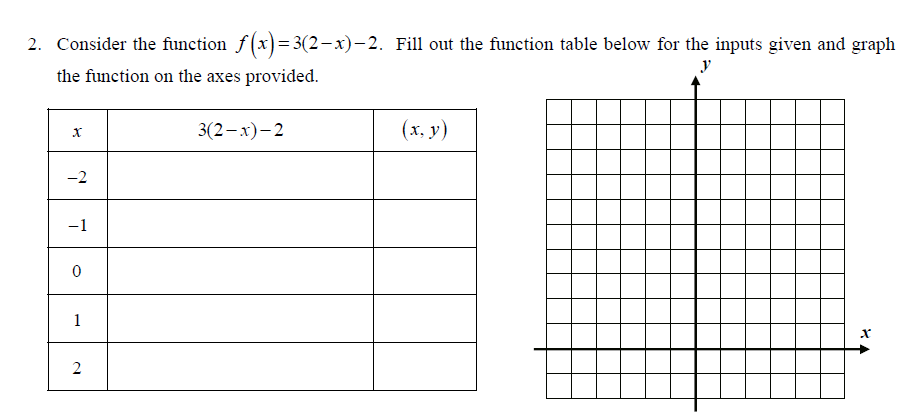 2. Consider the function f(x)=3(2−x)−2. Fill out the function table below for the inputs given and graph
the function on the axes provided.
y
x 3(2−x)−2 (x, y)
−2
−1
0
1
2
x